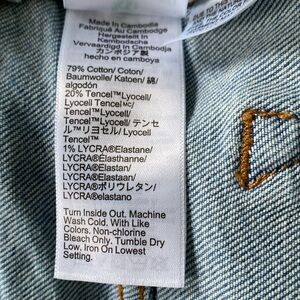 Made in Cambodia
Fabriqué Au Cambodge
Hergestellt In
Kambodscha
Vervaardigd In Cambodja
カンボジア製
hecho en camboya
79% Cotton/ Coton/
Baumwolle/ Katoen/ 綿/
algodón
20% Tencel™Lyocell/
Lyocell Tencel™/
Tencel™Lyocell/
Tencel™Lyocell/ テンセ
ル™リヨセル/ Lyocell
Tencel™
1% LYCRA®Elastane/
LYCRA®Élasthanne/
LYCRA®Elastan/
LYCRA®Elastaan/
LYCRA®ポリウレタン/
LYCRA®elastano
Turn Inside Out. Machine
Wash Cold. With Like
Colors. Non-chlorine
Bleach Only. Tumble Dry
Low. Iron On Lowest
Setting.